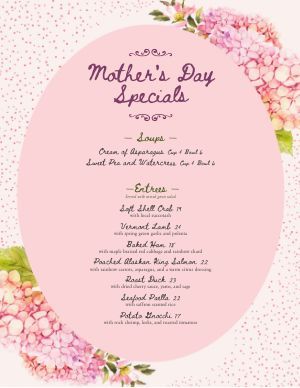 Mother's Day
Specials
— Soups —
Cream of Asparagus Cup 4 Bowl 6
Sweet Pea and Watercress Cup 4 Bowl 6
— Entrees —
Served with mixed green salad
Soft Shell Crab 19
with local succotash
Vermont Lamb 24
with spring green garlic and polenta
Baked Ham 18
with maple braised red cabbage and rainbow chard
Poached Alaskan King Salmon 22
with rainbow carrots, asparagus, and a warm citrus dressing
Roast Duck 23
with dried cherry sauce, yams, and sage
Seafood Paella 22
with saffron scented rice
Potato Gnocchi 17
with rock shrimp, leeks, and roasted tomatoes